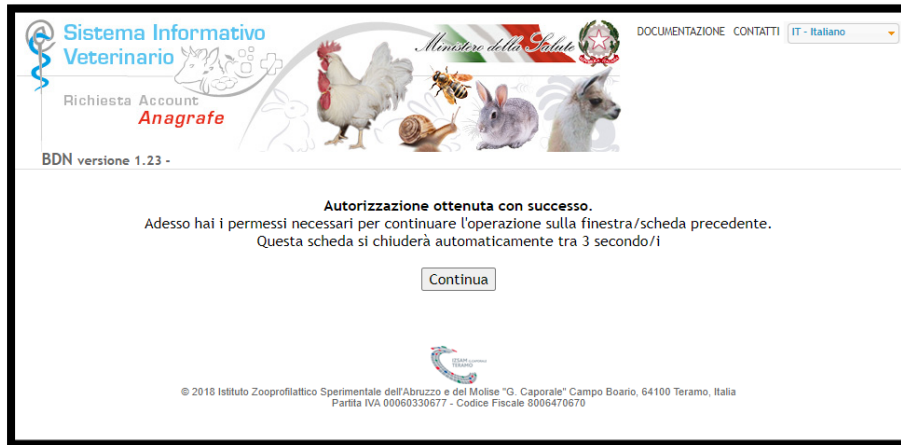 Sistema Informativo
Veterinario
Ministero della Salute
DOCUMENTAZIONE CONTATTI IT - Italiano
Richiesta Account
Anagrafe
BDN versione 1.23 -
Autorizzazione ottenuta con successo.
Adesso hai i permessi necessari per continuare l'operazione sulla finestra/scheda precedente.
Questa scheda si chiuderà automaticamente tra 3 secondo/i
Continua
TERAMO
© 2018 Istituto Zooprofilattico Sperimentale dell'Abruzzo e del Molise "G. Caporale" Campo Boario, 64100 Teramo, Italia
Partita IVA 00060330677 - Codice Fiscale 8006470670